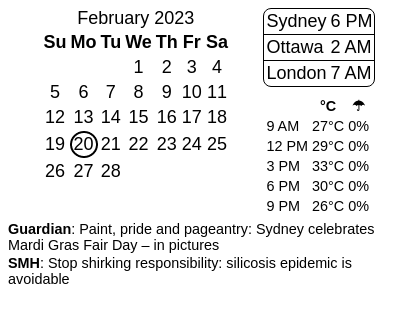 February 2023
Su Mo Tu We Th Fr Sa
1 2 3 4
5 6 7 8 9 10 11
12 13 14 15 16 17 18
19 20 21 22 23 24 25
26 27 28
Sydney 6 PM
Ottawa 2 AM
London 7 AM
°C ☂
9 AM 27°C 0%
12 PM 29°C 0%
3 PM 33°C 0%
6 PM 30°C 0%
9 PM 26°C 0%
Guardian: Paint, pride and pageantry: Sydney celebrates
Mardi Gras Fair Day – in pictures
SMH: Stop shirking responsibility: silicosis epidemic is
avoidable